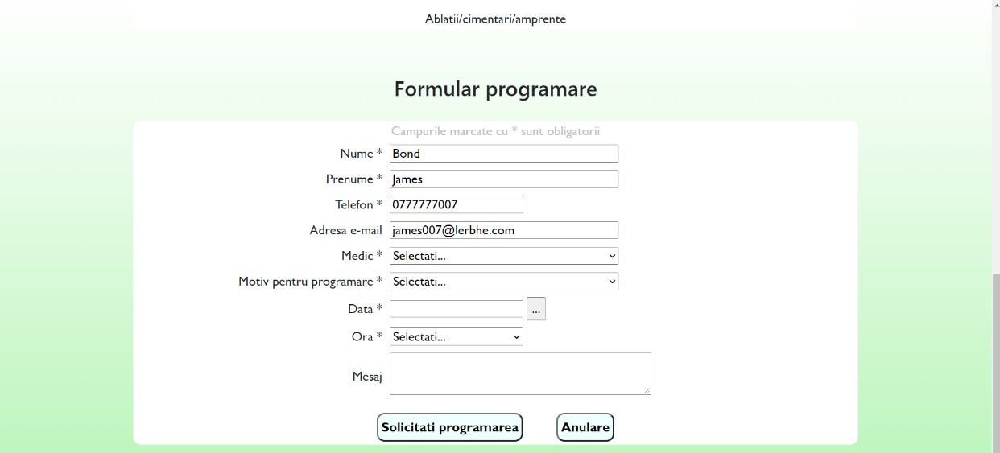 Ablatii/cimentari/amprente
Formular programare
Campurile marcate cu * sunt obligatorii
Nume * Bond
Prenume * James
Telefon * 0777777007
Adresa e-mail james007@lerbhe.com
Medic * Selectati...
Motiv pentru programare * Selectati...
Data * ...
Ora * Selectati...
Mesaj
Solicitati programarea Anulare